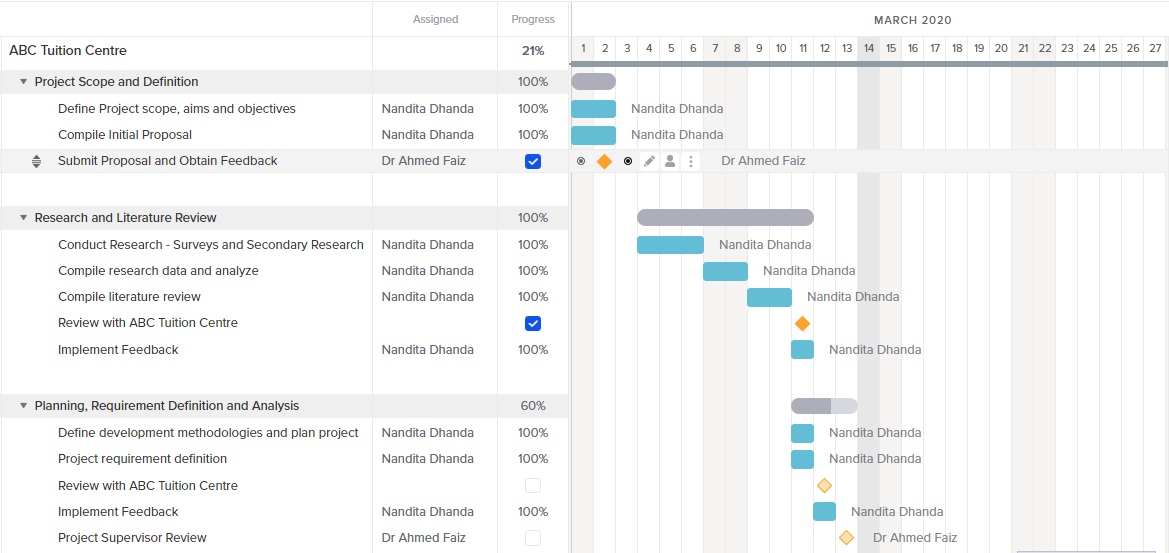 Assigned Progress MARCH 2020
ABC Tuition Centre 21% 1 2 3 4 5 6 7 8 9 10 11 12 13 14 15 16 17 18 19 20 21 22 23 24 25 26 27
Project Scope and Definition 100%
Define Project scope, aims and objectives Nandita Dhanda 100% Nandita Dhanda
Compile Initial Proposal Nandita Dhanda 100% Nandita Dhanda
Submit Proposal and Obtain Feedback Dr Ahmed Faiz Dr Ahmed Faiz
Research and Literature Review 100%
Conduct Research - Surveys and Secondary Research Nandita Dhanda 100% Nandita Dhanda
Compile research data and analyze Nandita Dhanda 100% Nandita Dhanda
Compile literature review Nandita Dhanda 100% Nandita Dhanda
Review with ABC Tuition Centre
Implement Feedback Nandita Dhanda 100% Nandita Dhanda
Planning, Requirement Definition and Analysis 60%
Define development methodologies and plan project Nandita Dhanda 100% Nandita Dhanda
Project requirement definition Nandita Dhanda 100% Nandita Dhanda
Review with ABC Tuition Centre
Implement Feedback Nandita Dhanda 100% Nandita Dhanda
Project Supervisor Review Dr Ahmed Faiz Dr Ahmed Faiz